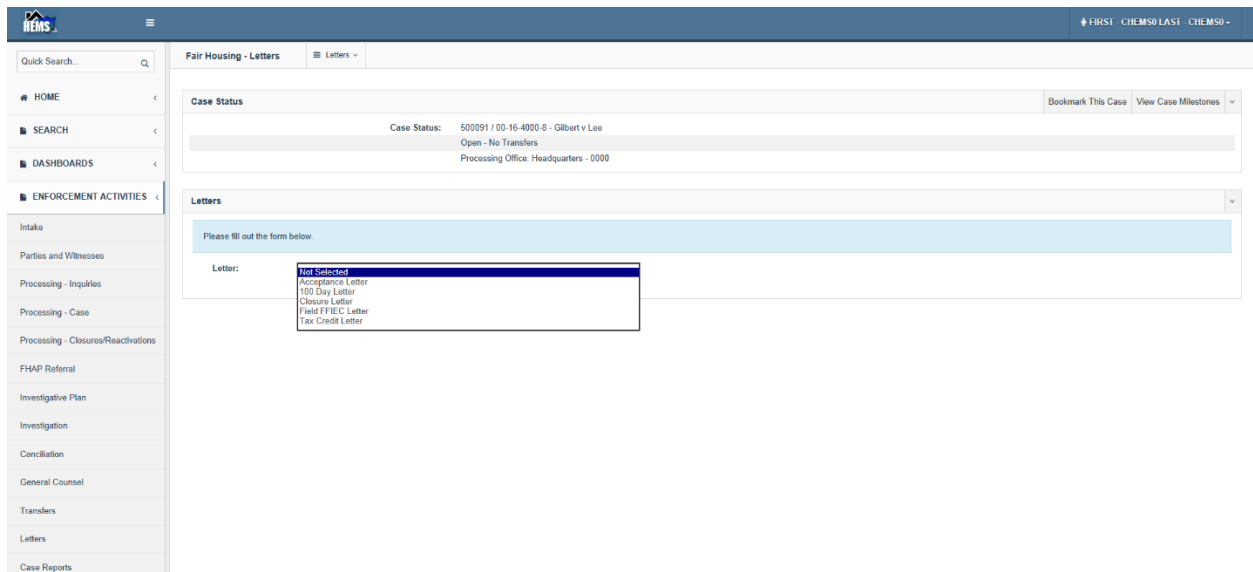 HEMS
FIRST - CHEMS0 LAST - CHEMS0
Quick Search...
Fair Housing - Letters
Letters
HOME
SEARCH
DASHBOARDS
ENFORCEMENT ACTIVITIES
Intake
Parties and Witnesses
Processing - Inquiries
Processing - Case
Processing - Closures/Reactivations
FHAP Referral
Investigative Plan
Investigation
Conciliation
General Counsel
Transfers
Letters
Case Reports
Case Status
Bookmark This Case
View Case Milestones
Case Status: 500091 / 00-16-4000-8 - Gilbert v Lee
Open - No Transfers
Processing Office: Headquarters - 0000
Letters
Please fill out the form below.
Letter:
Not Selected
Acceptance Letter
100 Day Letter
Closure Letter
Field FFIEC Letter
Tax Credit Letter